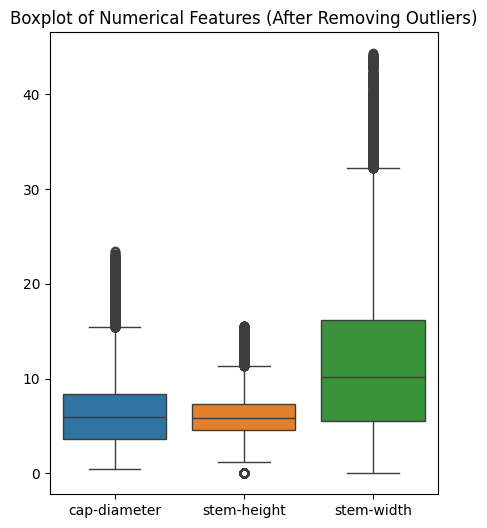 Boxplot of Numerical Features (After Removing Outliers)
40
30
20
10
0
cap-diameter stem-height stem-width